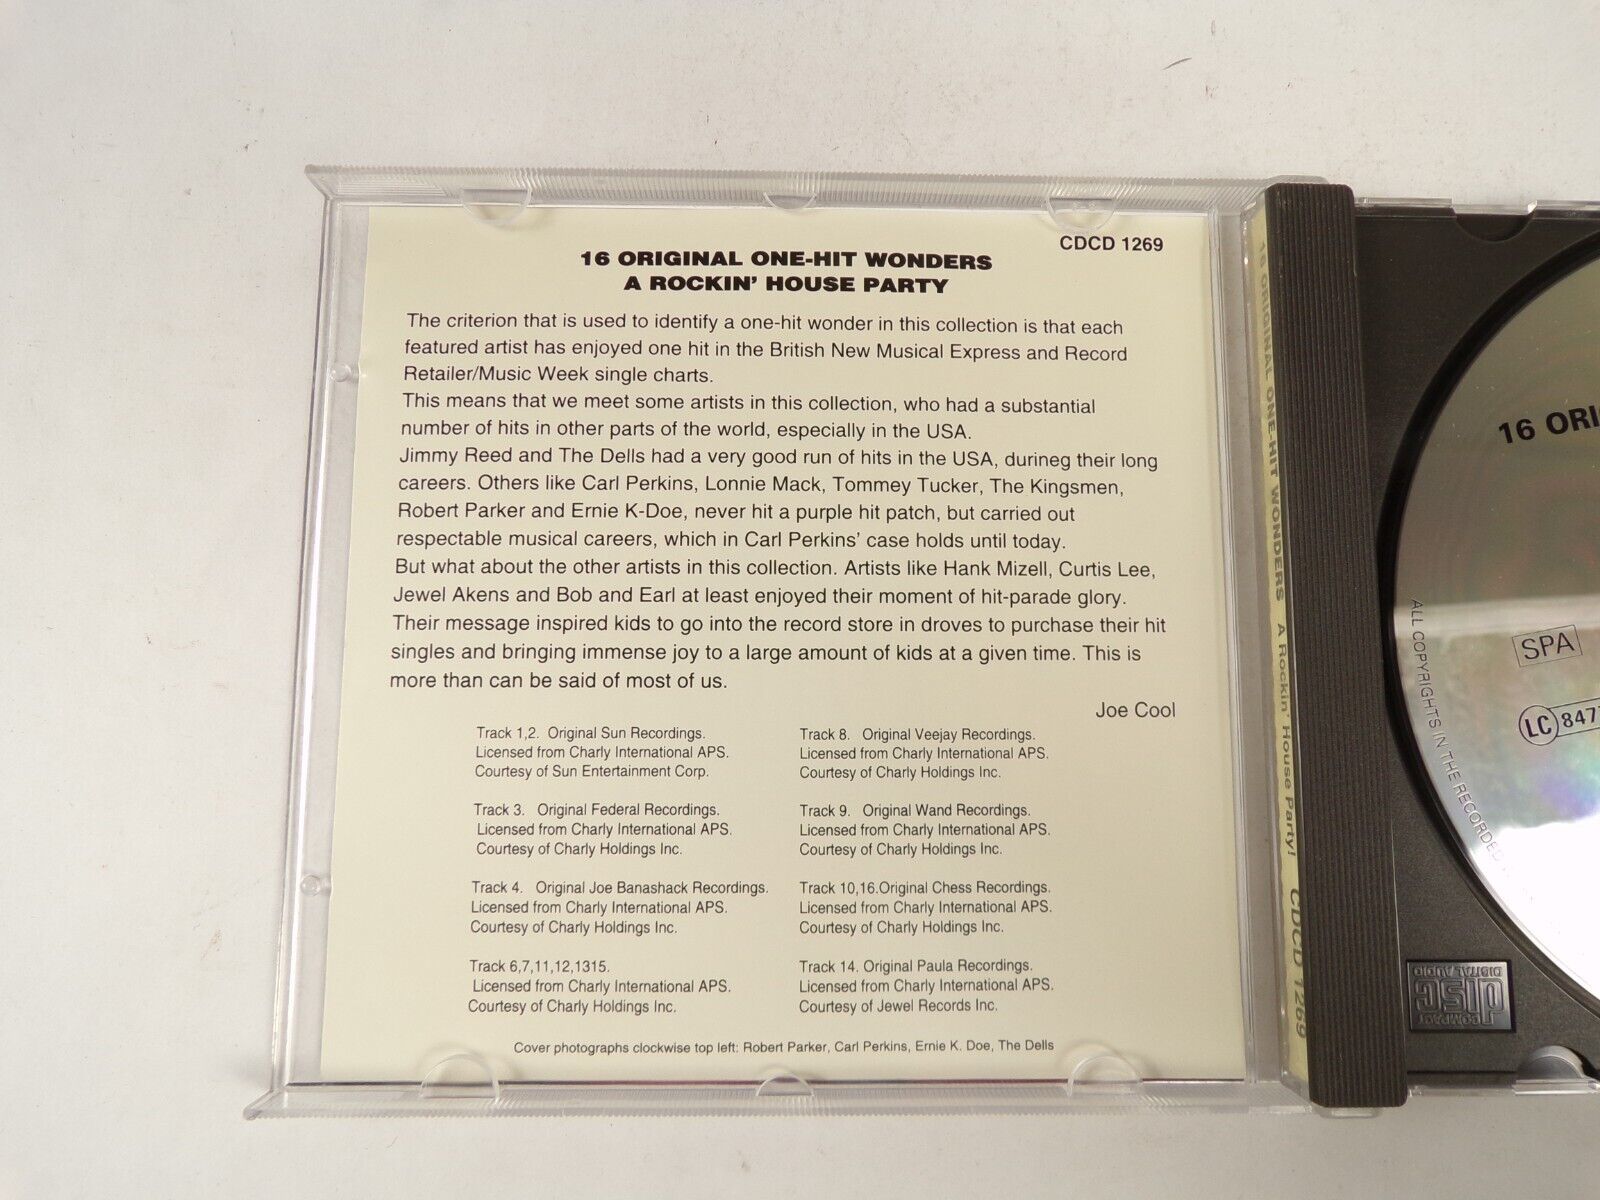 CDCD 1269
16 ORIGINAL ONE-HIT WONDERS
A ROCKIN' HOUSE PARTY
The criterion that is used to identify a one-hit wonder in this collection is that each
featured artist has enjoyed one hit in the British New Musical Express and Record
Retailer/Music Week single charts.
This means that we meet some artists in this collection, who had a substantial
number of hits in other parts of the world, especially in the USA.
Jimmy Reed and The Dells had a very good run of hits in the USA, durineg their long
careers. Others like Carl Perkins, Lonnie Mack, Tommey Tucker, The Kingsmen,
Robert Parker and Ernie K-Doe, never hit a purple hit patch, but carried out
respectable musical careers, which in Carl Perkins' case holds until today.
But what about the other artists in this collection. Artists like Hank Mizell, Curtis Lee,
Jewel Akens and Bob and Earl at least enjoyed their moment of hit-parade glory.
Their message inspired kids to go into the record store in droves to purchase their hit
singles and bringing immense joy to a large amount of kids at a given time. This is
more than can be said of most of us.
Joe Cool
Track 1,2. Original Sun Recordings.
Licensed from Charly International APS.
Courtesy of Sun Entertainment Corp.
Track 3. Original Federal Recordings.
Licensed from Charly International APS.
Courtesy of Charly Holdings Inc.
Track 4. Original Joe Banashack Recordings.
Licensed from Charly International APS.
Courtesy of Charly Holdings Inc.
Track 6,7,11,12,1315.
Licensed from Charly International APS.
Courtesy of Charly Holdings Inc.
Track 8. Original Veejay Recordings.
Licensed from Charly International APS.
Courtesy of Charly Holdings Inc.
Track 9. Original Wand Recordings.
Licensed from Charly International APS.
Courtesy of Charly Holdings Inc.
Track 10,16.Original Chess Recordings.
Licensed from Charly International APS.
Courtesy of Charly Holdings Inc.
Track 14. Original Paula Recordings.
Licensed from Charly International APS.
Courtesy of Jewel Records Inc.
Cover photographs clockwise top left: Robert Parker, Carl Perkins, Ernie K. Doe, The Dells
16 ORIGINAL ONE-HIT WONDERS A Rockin' House Party! CDCD 1269
16 ORI
SPA
LC 847
ALL COPYRIGHTS IN THE RECORDED
COMPACT
disc
DIGITAL AUDIO